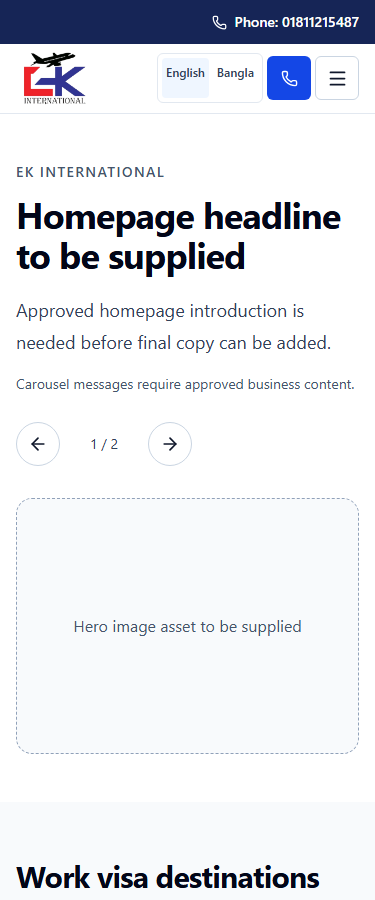 Phone: 01811215487
EK
INTERNATIONAL
English
Bangla
EK INTERNATIONAL
Homepage headline
to be supplied
Approved homepage introduction is
needed before final copy can be added.
Carousel messages require approved business content.
1 / 2
Hero image asset to be supplied
Work visa destinations